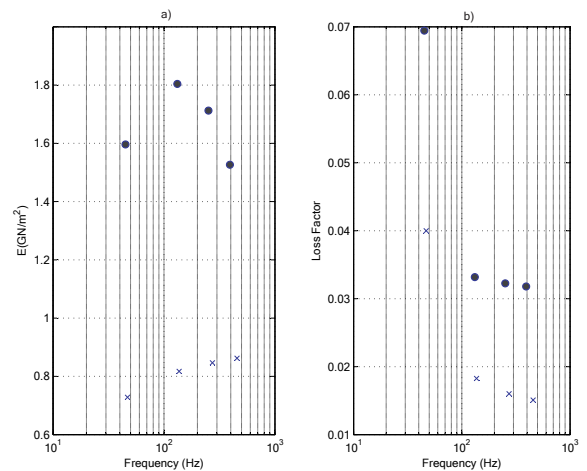 a)
1.8
1.6
1.4
1.2
1
0.8
0.6
E(GN/m²)
10¹ 10² 10³
Frequency (Hz)
b)
0.07
0.06
0.05
0.04
0.03
0.02
0.01
Loss Factor
10¹ 10² 10³
Frequency (Hz)